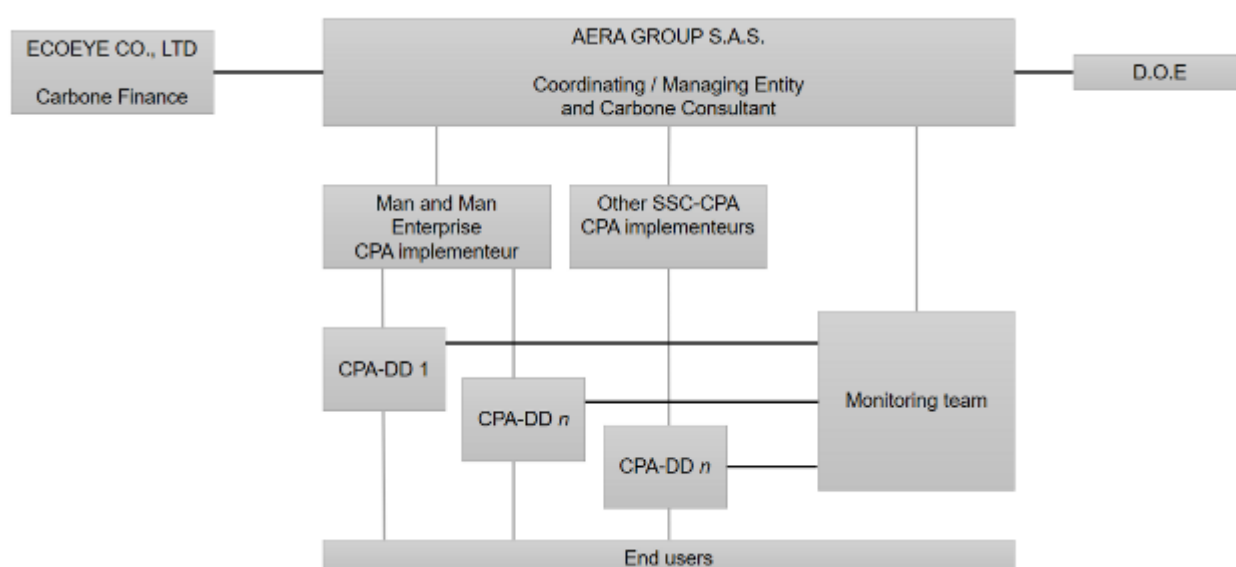 ECOEYE CO., LTD
Carbone Finance
AERA GROUP S.A.S.
Coordinating / Managing Entity
and Carbone Consultant
D.O.E
Man and Man
Enterprise
CPA implementeur
Other SSC-CPA
CPA implementeurs
CPA-DD 1
CPA-DD n
CPA-DD n
Monitoring team
End users